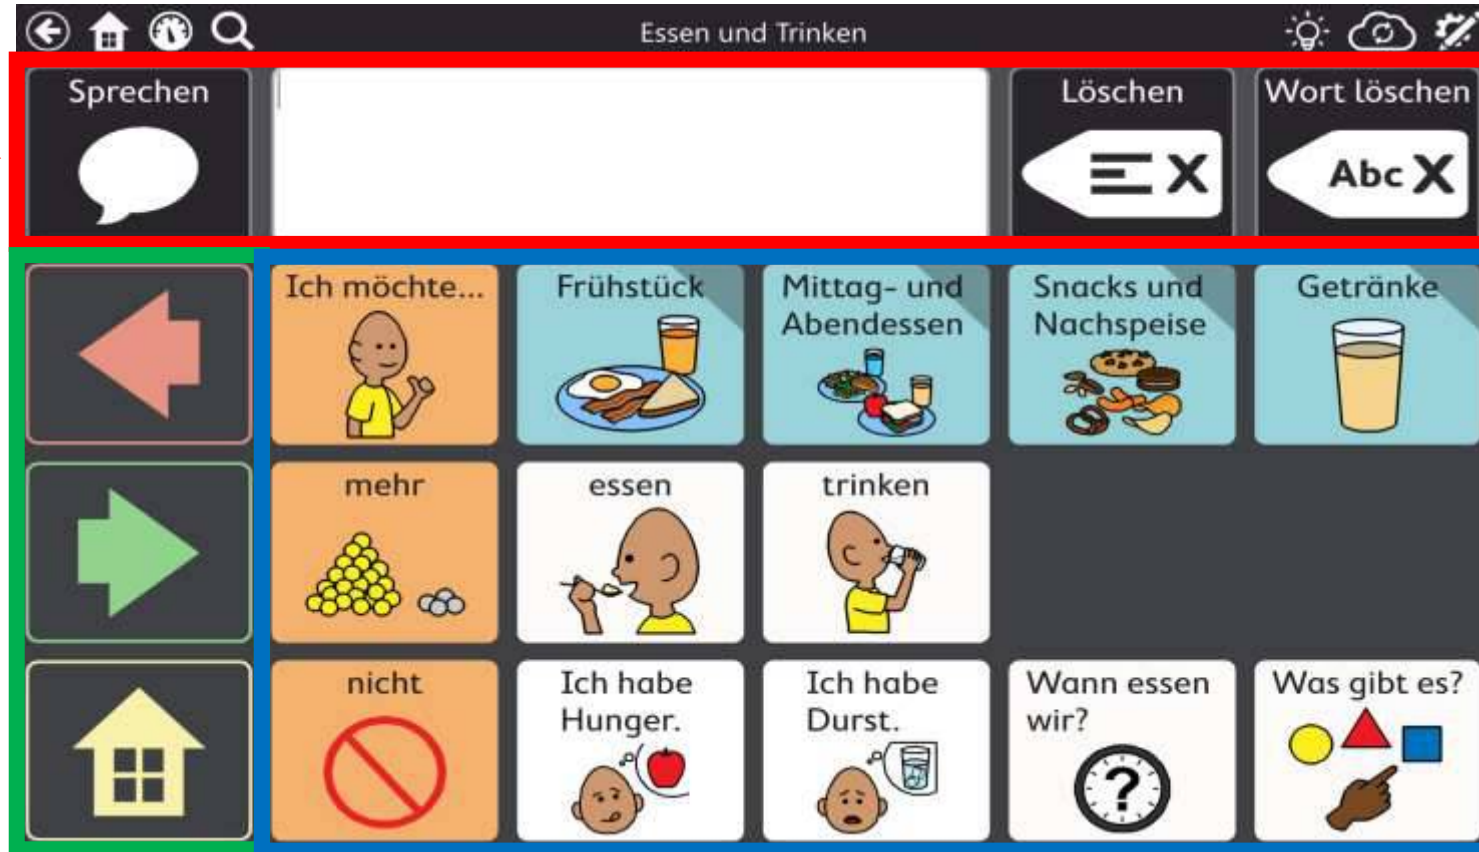 Essen und Trinken
Sprechen
Löschen
Wort löschen
Abc X
Ich möchte...
Frühstück
Mittag- und
Abendessen
Snacks und
Nachspeise
Getränke
mehr
essen
trinken
nicht
Ich habe
Hunger.
Ich habe
Durst.
Wann essen
wir?
?
Was gibt es?